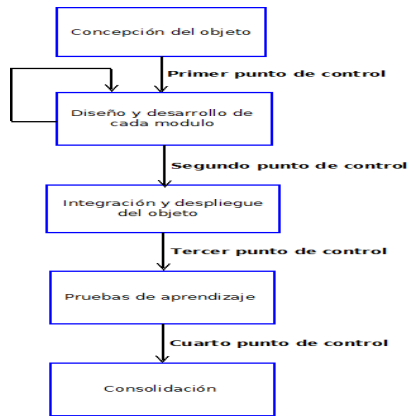 Concepción del objeto
Primer punto de control
Diseño y desarrollo de
cada modulo
Segundo punto de control
Integración y despliegue
del objeto
Tercer punto de control
Pruebas de aprendizaje
Cuarto punto de control
Consolidación